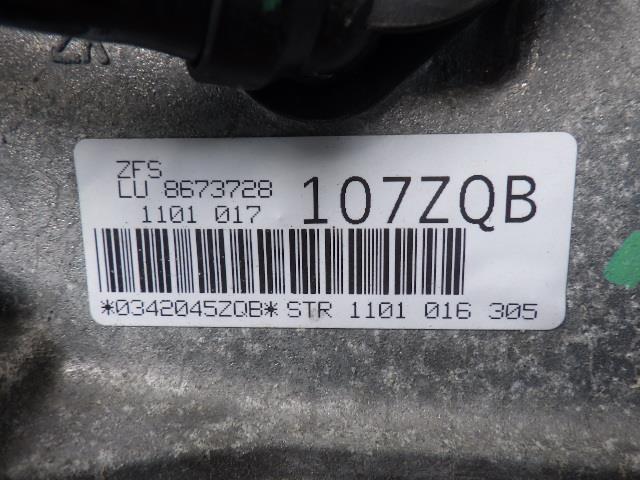 ZFS
LU 8673728
1101 017
107ZQB
*0342045ZQB* STR 1101 016 305